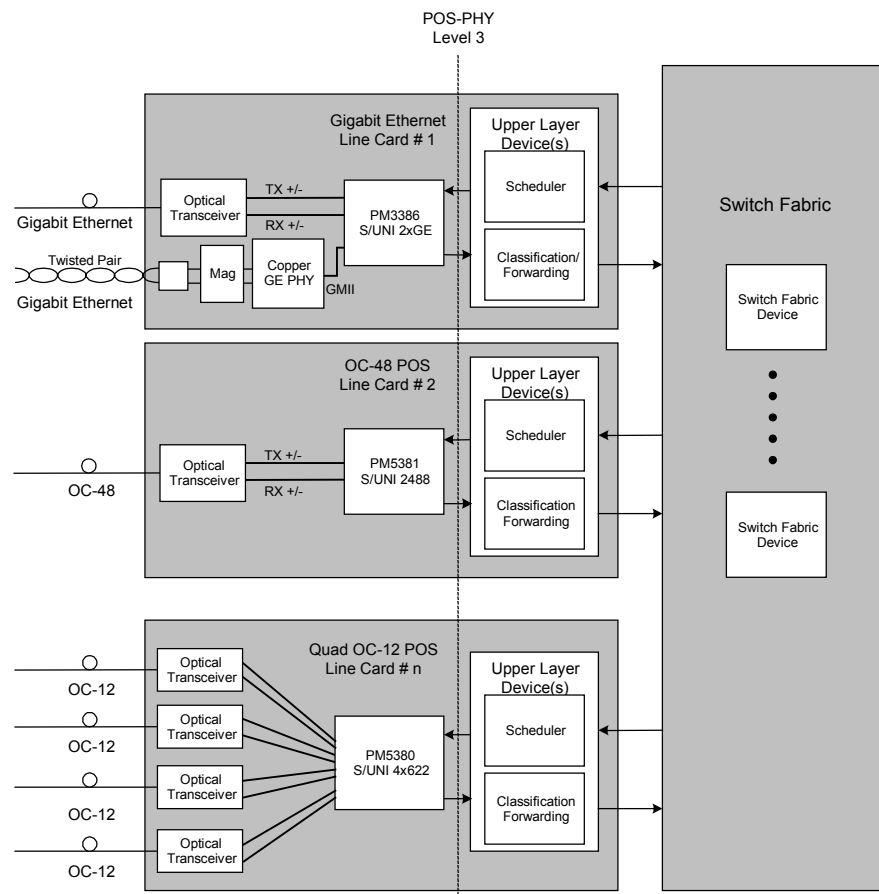 POS-PHY
Level 3
Gigabit Ethernet
Line Card # 1
Upper Layer
Device(s)
Scheduler
Classification/
Forwarding
Optical
Transceiver
TX +/-
RX +/-
PM3386
S/UNI 2xGE
Gigabit Ethernet
Twisted Pair
Mag
Copper
GE PHY
GMII
Gigabit Ethernet
Switch Fabric
Switch Fabric
Device
Switch Fabric
Device
OC-48 POS
Line Card # 2
Upper Layer
Device(s)
Scheduler
Classification
Forwarding
Optical
Transceiver
TX +/-
RX +/-
PM5381
S/UNI 2488
OC-48
Quad OC-12 POS
Line Card # n
Upper Layer
Device(s)
Scheduler
Classification
Forwarding
Optical
Transceiver
OC-12
Optical
Transceiver
OC-12
Optical
Transceiver
OC-12
Optical
Transceiver
OC-12
PM5380
S/UNI 4x622